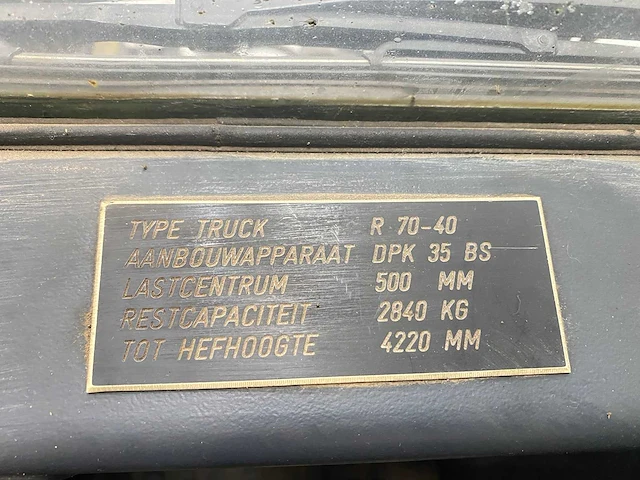 TYPE TRUCK R 70-40
AANBOUWAPPARAAT DPK 35 BS
LASTCENTRUM 500 MM
RESTCAPACITEIT 2840 KG
TOT HEFHOOGTE 4220 MM